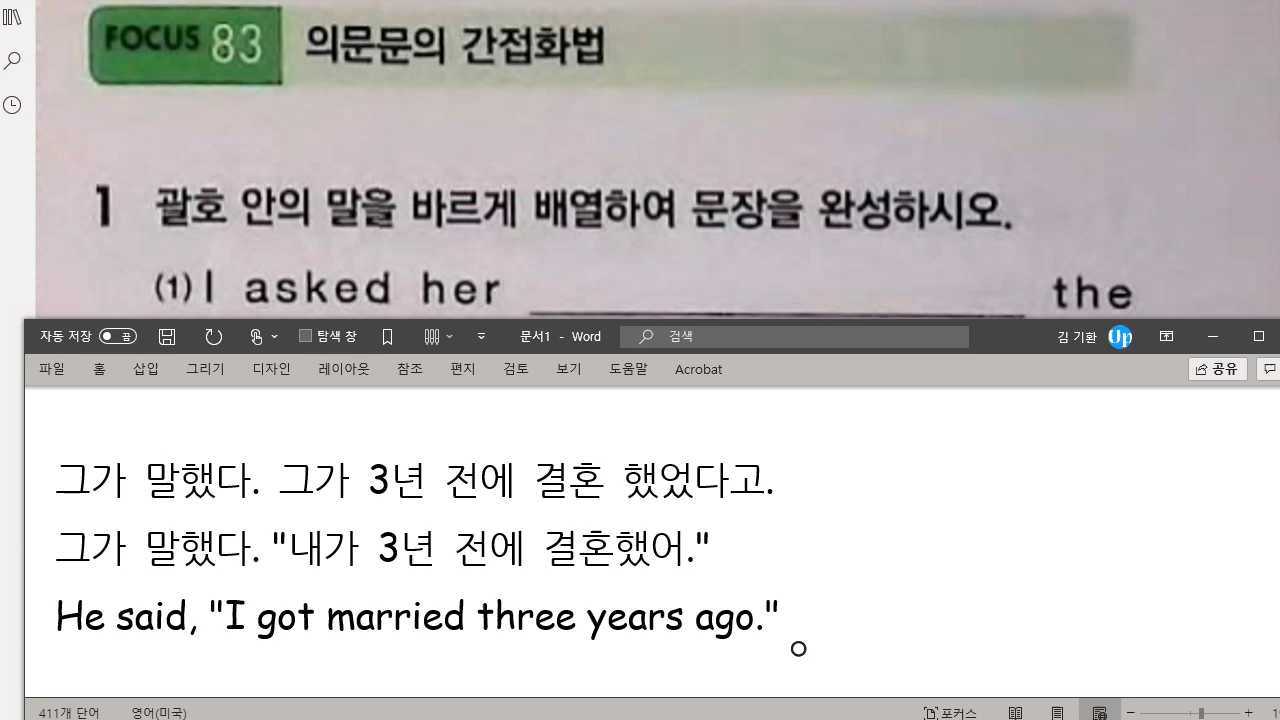 FOCUS 83 의문문의 간접화법
1 괄호 안의 말을 바르게 배열하여 문장을 완성하시오.
(1) I asked her ____________ the
자동 저장 끔 탐색 창 문서1 - Word 검색 김 기환 Up
파일 홈 삽입 그리기 디자인 레이아웃 참조 편지 검토 보기 도움말 Acrobat 공유
그가 말했다. 그가 3년 전에 결혼 했었다고.
그가 말했다. "내가 3년 전에 결혼했어."
He said, "I got married three years ago."
411개 단어 영어(미국) 포커스